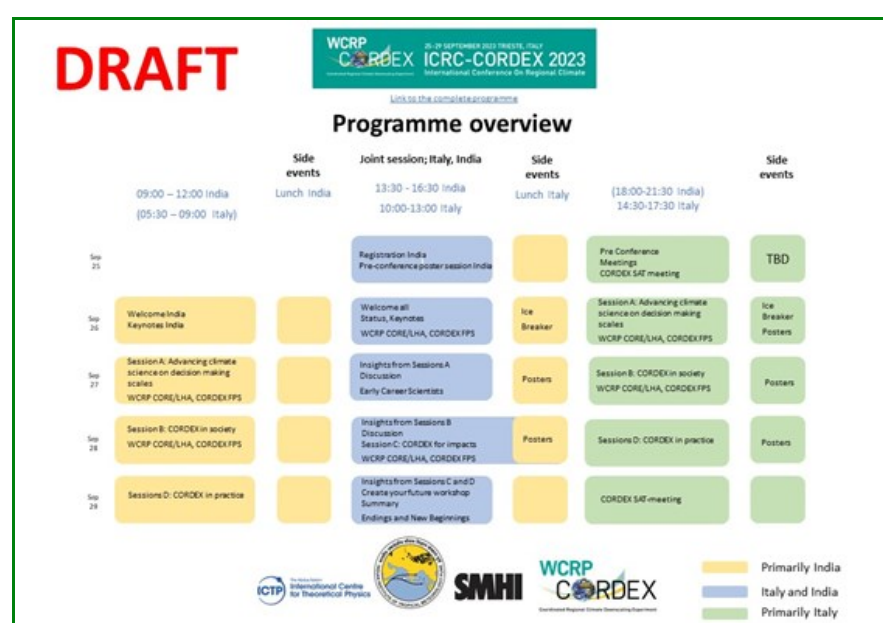 DRAFT
WCRP
CORDEX
Coordinated Regional Climate Downscaling Experiment
25-29 SEPTEMBER 2023 TRIESTE, ITALY
ICRC-CORDEX 2023
International Conference On Regional Climate
Link to the complete programme
Programme overview
Side
events
Joint session; Italy, India
Side
events
Side
events
09:00 – 12:00 India
(05:30 – 09:00 Italy)
Lunch India
13:30 - 16:30 India
10:00-13:00 Italy
Lunch Italy
(18:00-21:30 India)
14:30-17:30 Italy
Sep
25
Registration India
Pre-conference poster session India
Pre Conference
Meetings
CORDEX SAT meeting
TBD
Sep
26
Welcome India
Keynotes India
Welcome all
Status, Keynotes
WCRP CORE/LHA, CORDEX FPS
Ice
Breaker
Session A: Advancing climate
science on decision making
scales
WCRP CORE/LHA, CORDEX FPS
Ice
Breaker
Posters
Sep
27
Session A: Advancing climate
science on decision making
scales
WCRP CORE/LHA, CORDEX FPS
Insights from Sessions A
Discussion
Early Career Scientists
Posters
Session B: CORDEX in society
WCRP CORE/LHA, CORDEX FPS
Posters
Sep
28
Session B: CORDEX in society
WCRP CORE/LHA, CORDEX FPS
Insights from Sessions B
Discussion
Session C: CORDEX for impacts
WCRP CORE/LHA, CORDEX FPS
Posters
Sessions D: CORDEX in practice
Posters
Sep
29
Sessions D: CORDEX in practice
Insights from Sessions C and D
Create your future workshop
Summary
Endings and New Beginnings
CORDEX SAT-meeting
ICTP
International Centre
for Theoretical Physics
SMHI
WCRP
CORDEX
Coordinated Regional Climate Downscaling Experiment
Primarily India
Italy and India
Primarily Italy